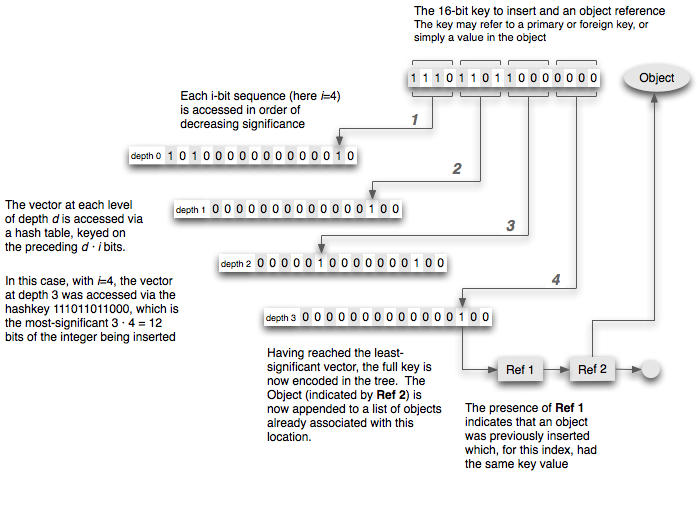 The 16-bit key to insert and an object reference
The key may refer to a primary or foreign key, or
simply a value in the object
1 1 1 0 1 1 0 1 1 0 0 0 0 0 0 0
Object
Each i-bit sequence (here i=4)
is accessed in order of
decreasing significance
1
depth 0 1 0 1 0 0 0 0 0 0 0 0 0 0 0 1 0
2
The vector at each level
of depth d is accessed via
a hash table, keyed on
the preceding d · i bits.
depth 1 0 0 0 0 0 0 0 0 0 0 0 0 0 1 0 0
3
depth 2 0 0 0 0 0 1 0 0 0 0 0 0 0 1 0 0
In this case, with i=4, the vector
at depth 3 was accessed via the
hashkey 111011011000, which is
the most-significant 3 · 4 = 12
bits of the integer being inserted
4
depth 3 0 0 0 0 0 0 0 0 0 0 0 0 0 1 0 0
Having reached the least-
significant vector, the full key is
now encoded in the tree. The
Object (indicated by Ref 2) is
now appended to a list of objects
already associated with this
location.
Ref 1
Ref 2
The presence of Ref 1
indicates that an object
was previously inserted
which, for this index, had
the same key value